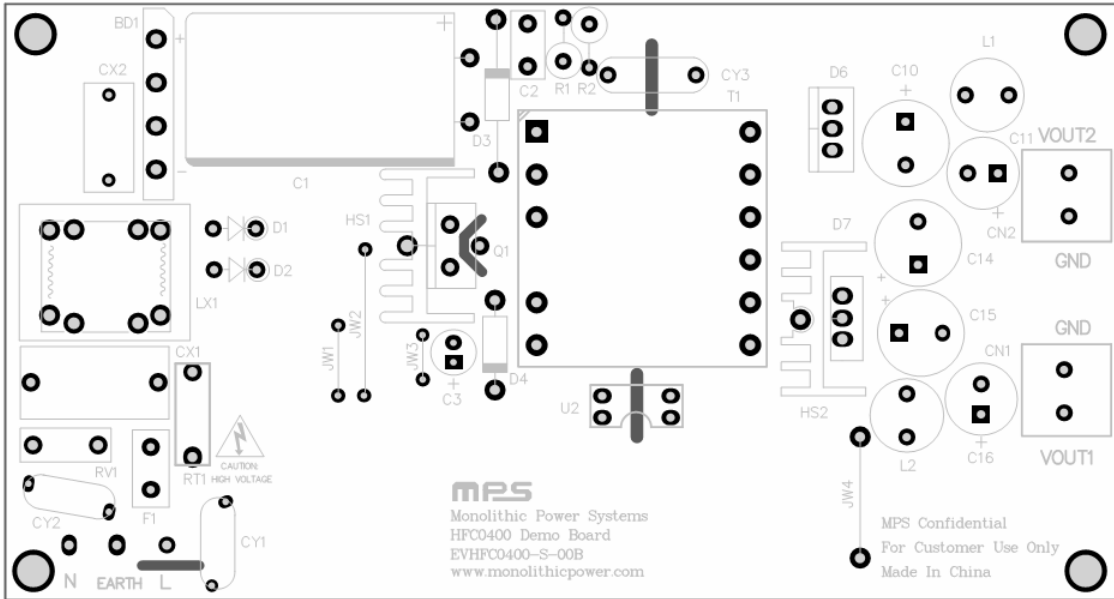 BD1
+
CX2
−
C1
+
D3
C2
R1
R2
CY3
T1
D6
C10
+
L1
C11
+
VOUT2
CN2
GND
HS1
Q1
D1
D2
LX1
D7
C14
+
+
C15
GND
CN1
JW1
JW2
JW3
C3
+
D4
U2
HS2
L2
C16
+
VOUT1
CX1
RV1
RT1
CAUTION:
HIGH VOLTAGE
CY2
F1
CY1
JW4
N EARTH L
mps
Monolithic Power Systems
HFC0400 Demo Board
EVHFC0400-S-00B
www.monolithicpower.com
MPS Confidential
For Customer Use Only
Made In China